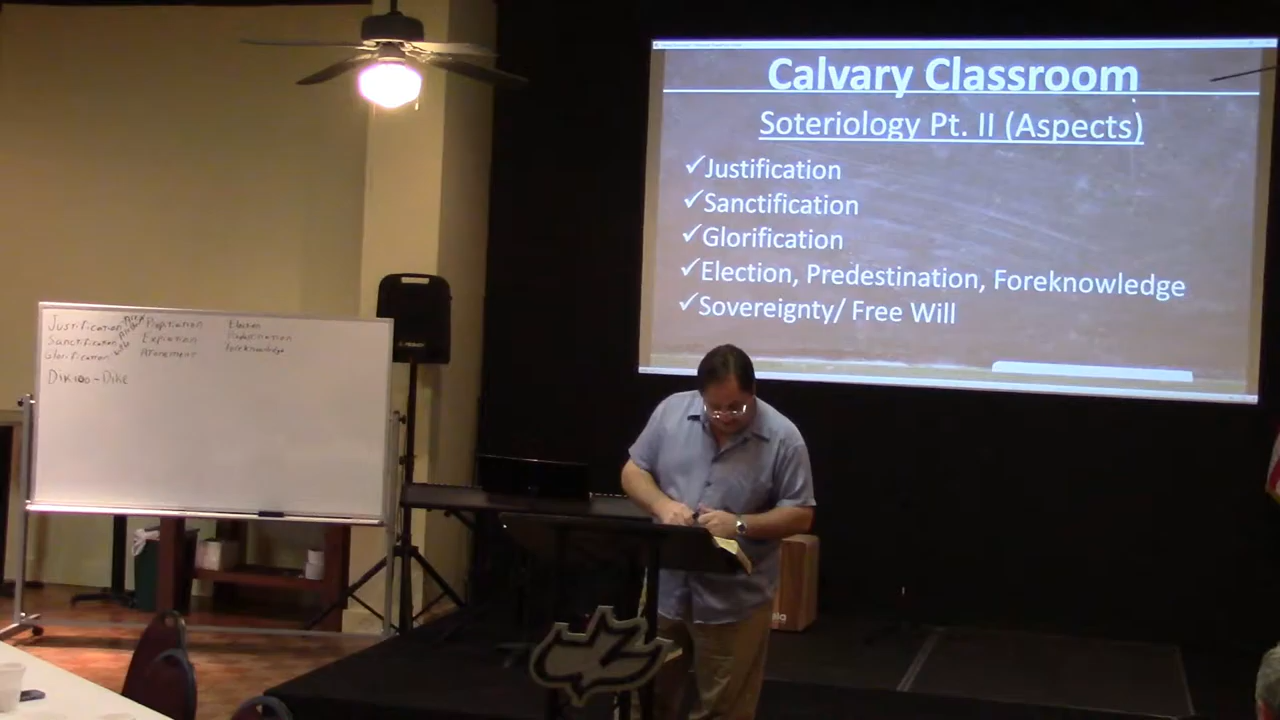 Calvary Classroom
Soteriology Pt. II (Aspects)
✓Justification
✓Sanctification
✓Glorification
✓Election, Predestination, Foreknowledge
✓Sovereignty/ Free Will
Justification Propitiation Election
Sanctification Expiation Predestination
Glorification Atonement Foreknowledge
Dikioo - Dike